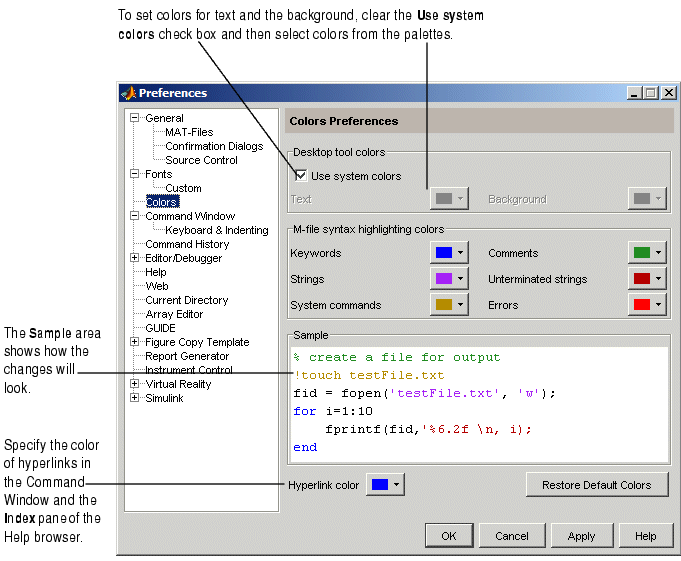 To set colors for text and the background, clear the Use system
colors check box and then select colors from the palettes.
Preferences
General
MAT-Files
Confirmation Dialogs
Source Control
Fonts
Custom
Colors
Command Window
Keyboard & Indenting
Command History
Editor/Debugger
Help
Web
Current Directory
Array Editor
GUIDE
Figure Copy Template
Report Generator
Instrument Control
Virtual Reality
Simulink
Colors Preferences
Desktop tool colors
Use system colors
Text Background
M-file syntax highlighting colors
Keywords Comments
Strings Unterminated strings
System commands Errors
Sample
% create a file for output
!touch testFile.txt
fid = fopen('testFile.txt', 'w');
for i=1:10
fprintf(fid,'%6.2f \n, i);
end
Hyperlink color Restore Default Colors
OK Cancel Apply Help
The Sample area
shows how the
changes will
look.
Specify the color
of hyperlinks in
the Command
Window and the
Index pane of the
Help browser.